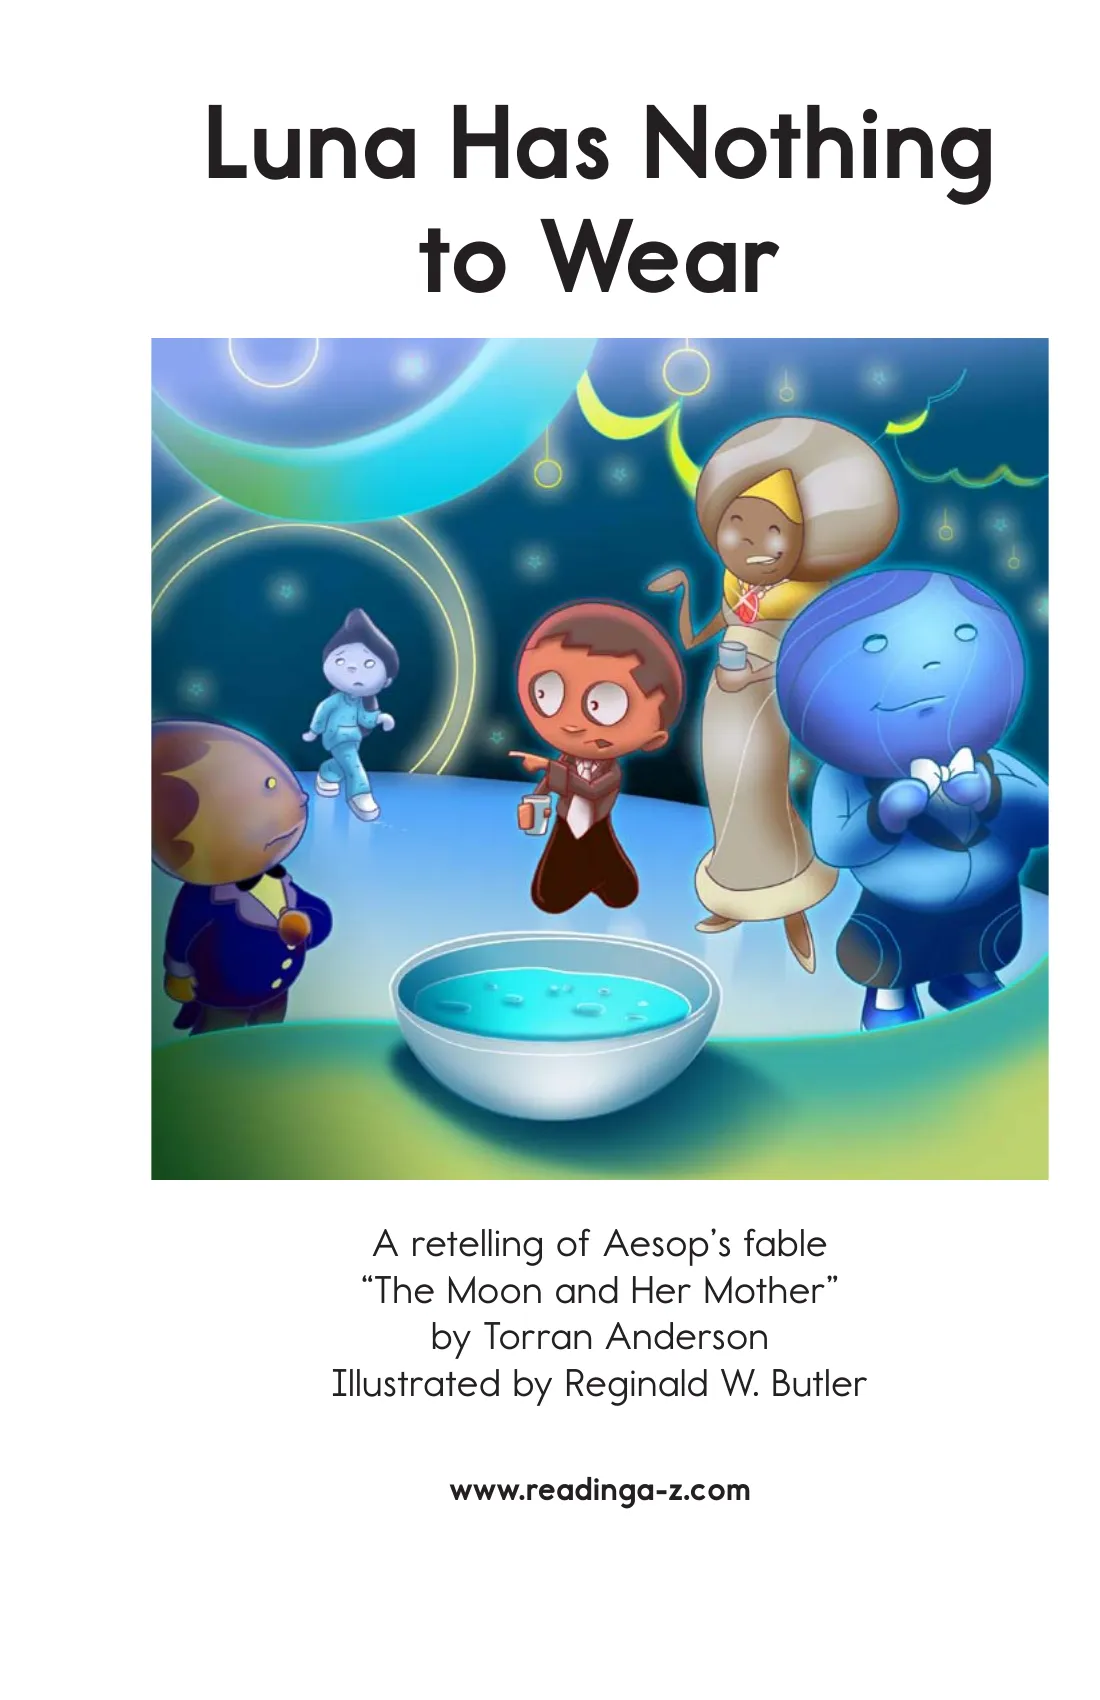 Luna Has Nothing
to Wear
A retelling of Aesop’s fable
“The Moon and Her Mother”
by Torran Anderson
Illustrated by Reginald W. Butler
www.readinga-z.com